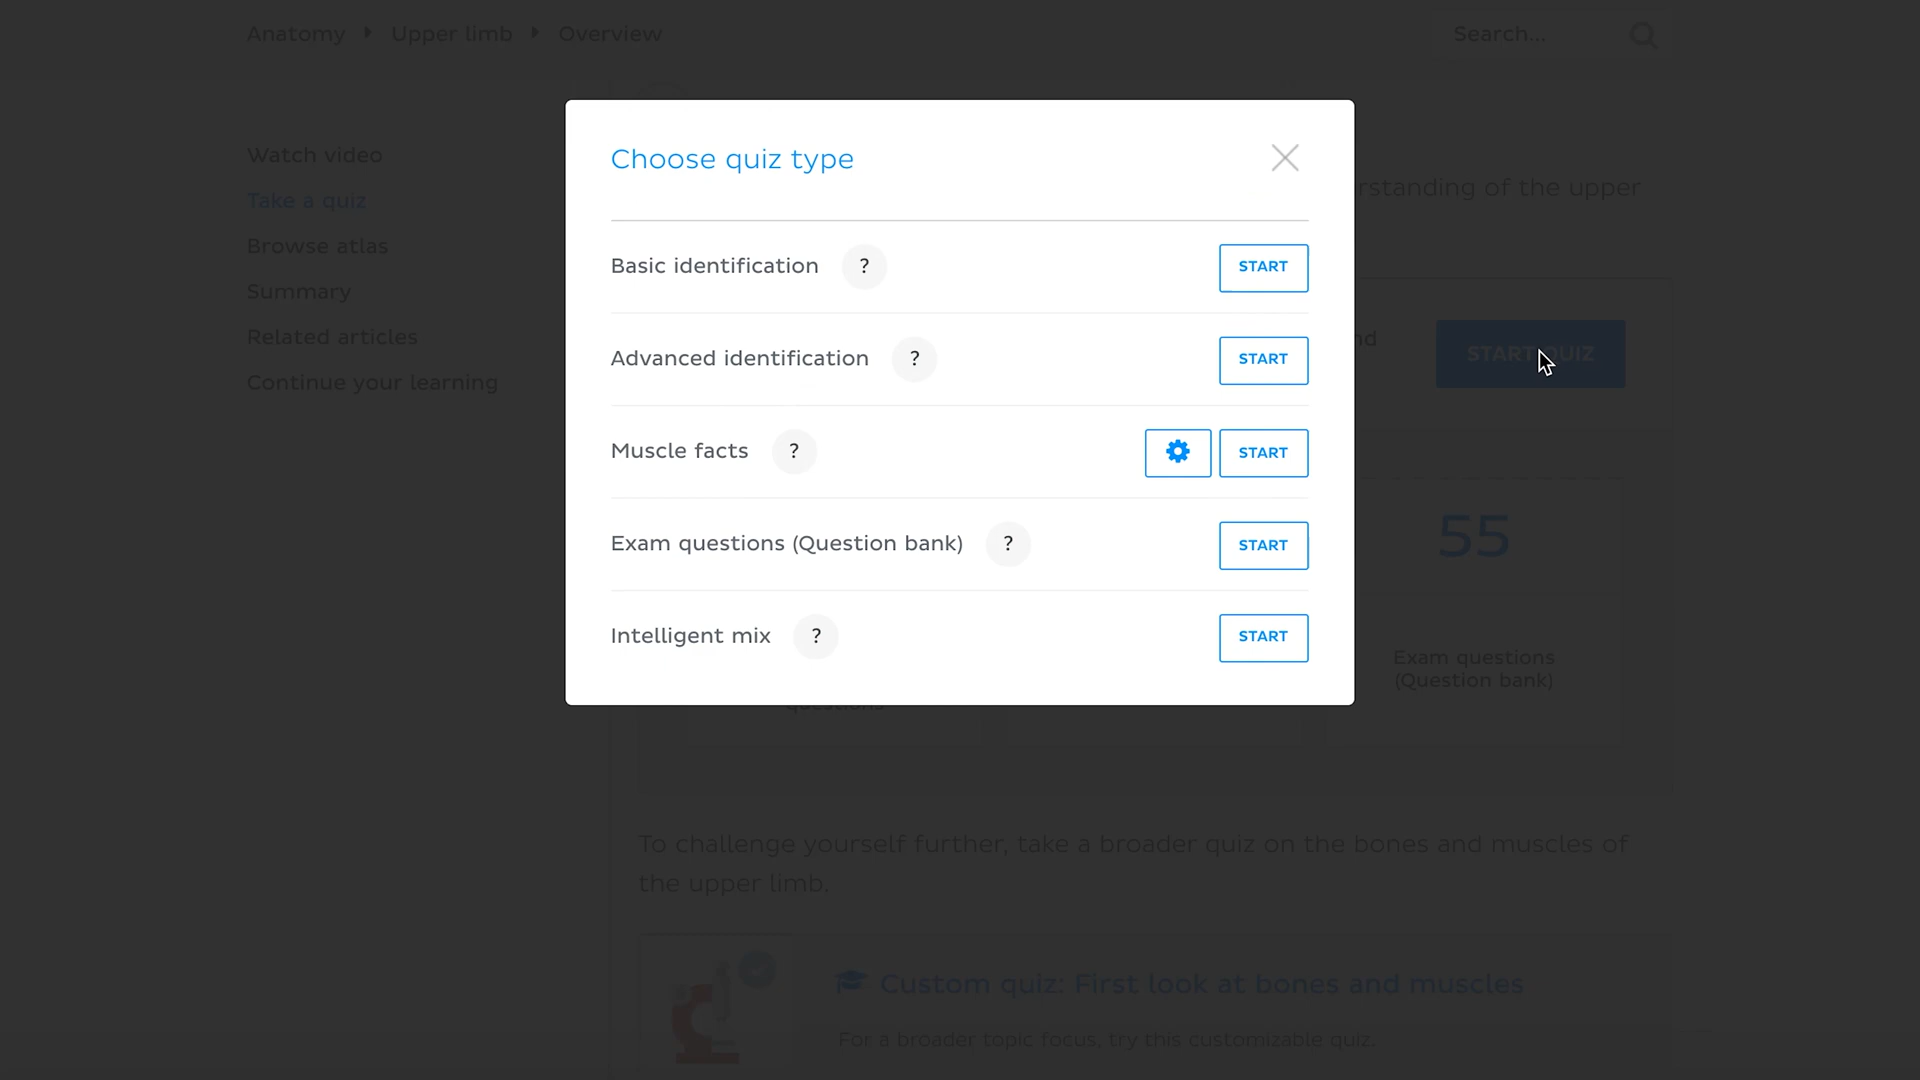 Anatomy Upper limb Overview
Search...
Watch video
Take a quiz
Browse atlas
Summary
Related articles
Continue your learning
Choose quiz type
rstanding of the upper
Basic identification ? START
Advanced identification ? START
nd
START QUIZ
Muscle facts ? START
Exam questions (Question bank) ? START
55
Intelligent mix ? START
Exam questions
(Question bank)
questions
To challenge yourself further, take a broader quiz on the bones and muscles of
the upper limb.
Custom quiz: First look at bones and muscles
For a broader topic focus, try this customizable quiz.